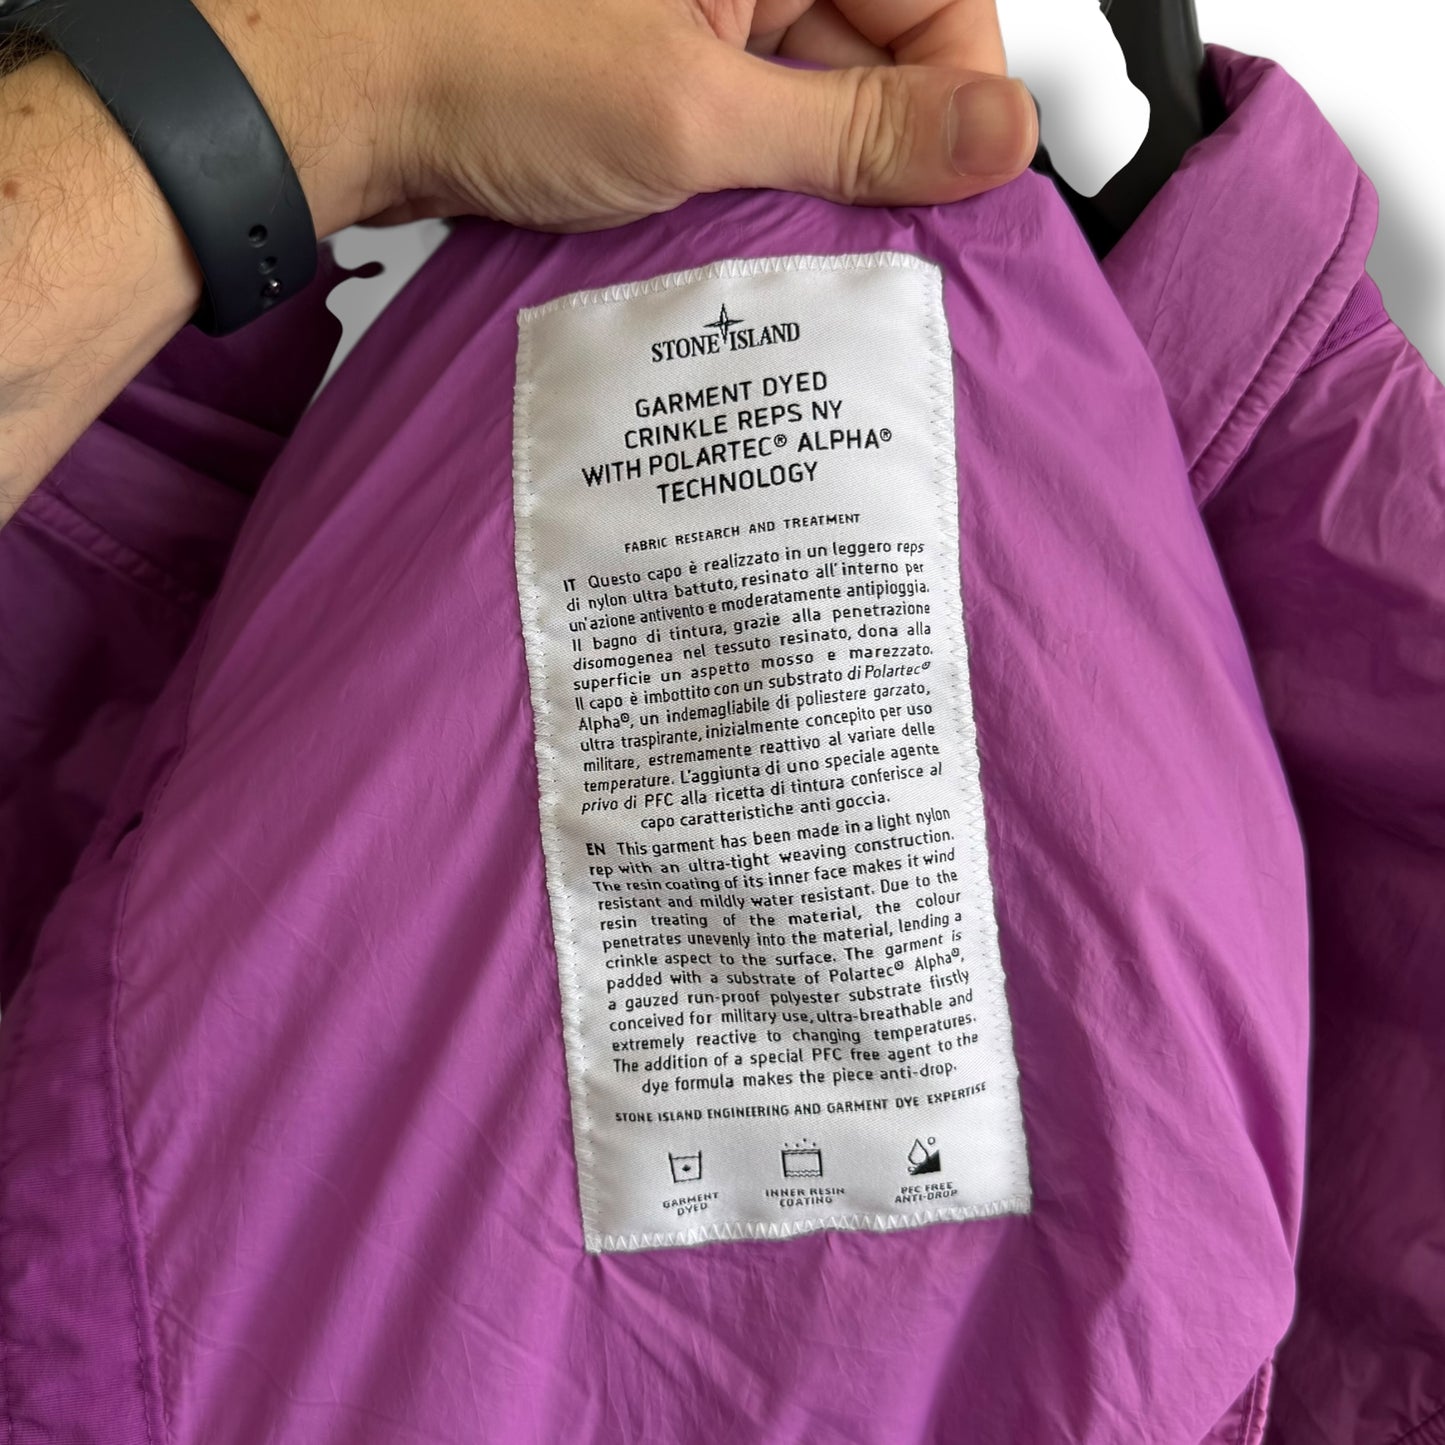 STONE ISLAND
GARMENT DYED
CRINKLE REPS NY
WITH POLARTEC® ALPHA®
TECHNOLOGY
FABRIC RESEARCH AND TREATMENT
IT Questo capo è realizzato in un leggero reps
di nylon ultra battuto, resinato all'interno per
un'azione antivento e moderatamente antipioggia.
Il bagno di tintura, grazie alla penetrazione
disomogenea nel tessuto resinato, dona alla
superficie un aspetto mosso e marezzato.
Il capo è imbottito con un substrato di Polartec®
Alpha®, un indemagliabile di poliestere garzato,
ultra traspirante, inizialmente concepito per uso
militare, estremamente reattivo al variare delle
temperature. L'aggiunta di uno speciale agente
privo di PFC alla ricetta di tintura conferisce al
capo caratteristiche anti goccia.
EN This garment has been made in a light nylon
rep with an ultra-tight weaving construction.
The resin coating of its inner face makes it wind
resistant and mildly water resistant. Due to the
resin treating of the material, the colour
penetrates unevenly into the material, lending a
crinkle aspect to the surface. The garment is
padded with a substrate of Polartec® Alpha®,
a gauzed run-proof polyester substrate firstly
conceived for military use, ultra-breathable and
extremely reactive to changing temperatures.
The addition of a special PFC free agent to the
dye formula makes the piece anti-drop.
STONE ISLAND ENGINEERING AND GARMENT DYE EXPERTISE
GARMENT
DYED
INNER RESIN
COATING
PFC FREE
ANTI-DROP